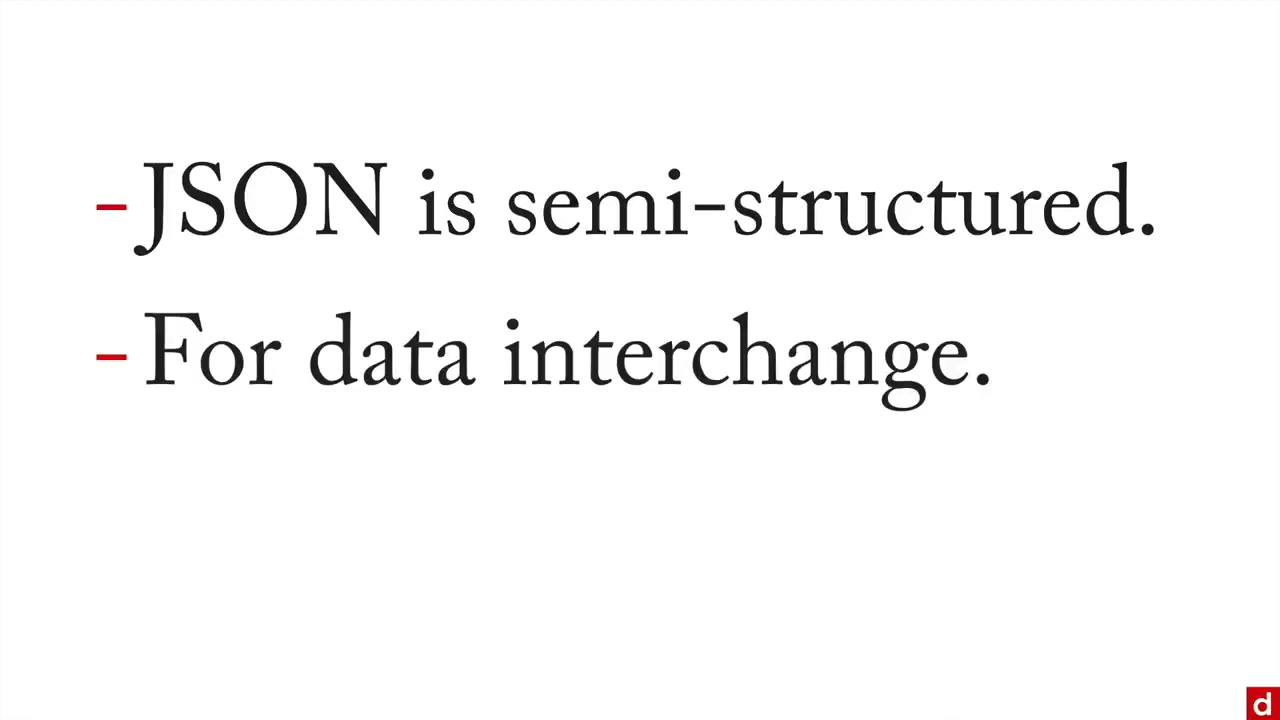 -JSON is semi-structured.
-For data interchange.
d